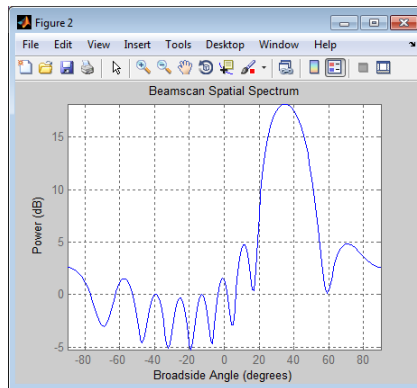 Figure 2
File Edit View Insert Tools Desktop Window Help
Beamscan Spatial Spectrum
15
10
5
0
-5
Power (dB)
-80 -60 -40 -20 0 20 40 60 80
Broadside Angle (degrees)